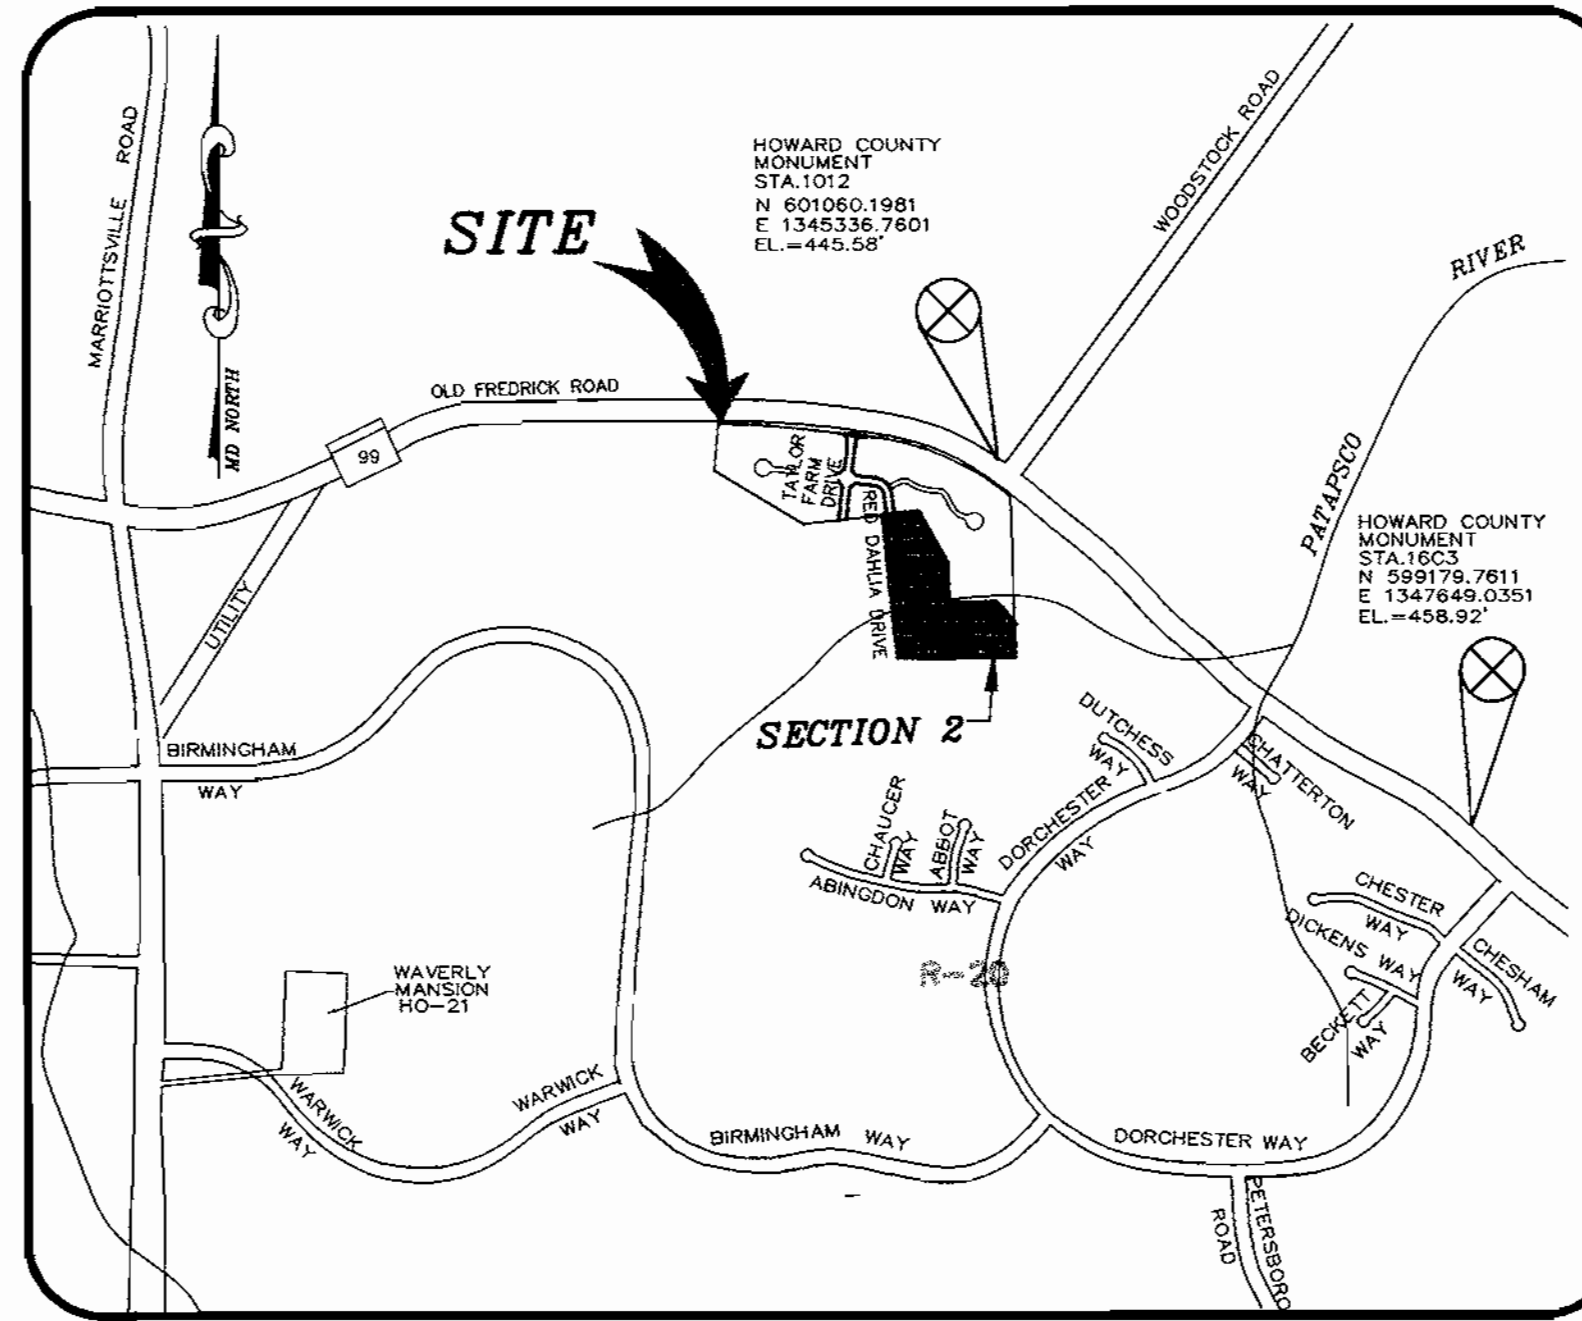 MARRIOTTSVILLE ROAD
MD NORTH
SITE
HOWARD COUNTY
MONUMENT
STA.1012
N 601060.1981
E 1345336.7601
EL.=445.58'
WOODSTOCK ROAD
PATAPSCO RIVER
OLD FREDRICK ROAD
99
TAYLOR
FARM
DRIVE
RED DAHLIA DRIVE
HOWARD COUNTY
MONUMENT
STA.16C3
N 599179.7611
E 1347649.0351
EL.=458.92'
UTILITY
SECTION 2
BIRMINGHAM
WAY
DUTCHESS
WAY
CHATTERTON
WAY
DORCHESTER
WAY
CHAUCER
WAY
ABBOT
WAY
ABINGDON WAY
CHESTER
WAY
DICKENS WAY
CHESHAM
WAY
BECKETT
WAY
R-20
WAVERLY
MANSION
HO-21
WARWICK
WAY
WARWICK
WAY
BIRMINGHAM WAY
DORCHESTER WAY
PETERSBORO
ROAD